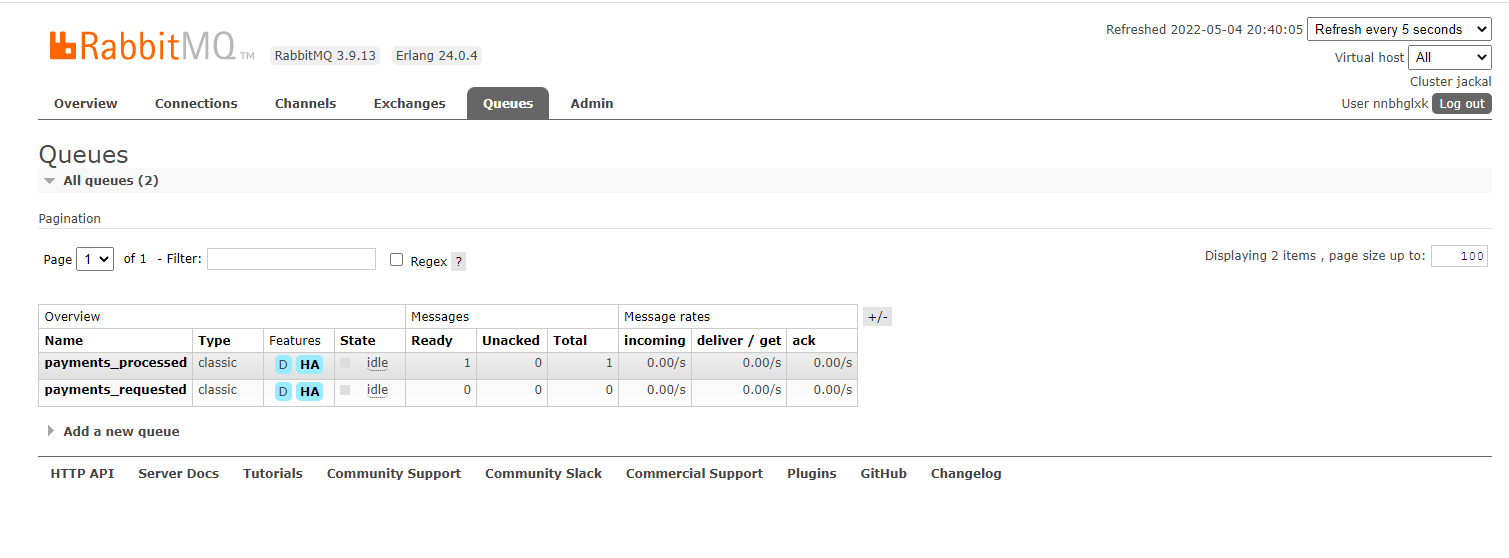 Refreshed 2022-05-04 20:40:05 Refresh every 5 seconds
RabbitMQ TM RabbitMQ 3.9.13 Erlang 24.0.4
Virtual host All
Cluster jackal
User nnbhglxk Log out
Overview Connections Channels Exchanges Queues Admin
Queues
All queues (2)
Pagination
Page 1 of 1 - Filter: Regex ?
Displaying 2 items , page size up to: 100
Overview Messages Message rates +/-
Name Type Features State Ready Unacked Total incoming deliver / get ack
payments_processed classic D HA idle 1 0 1 0.00/s 0.00/s 0.00/s
payments_requested classic D HA idle 0 0 0 0.00/s 0.00/s 0.00/s
Add a new queue
HTTP API Server Docs Tutorials Community Support Community Slack Commercial Support Plugins GitHub Changelog